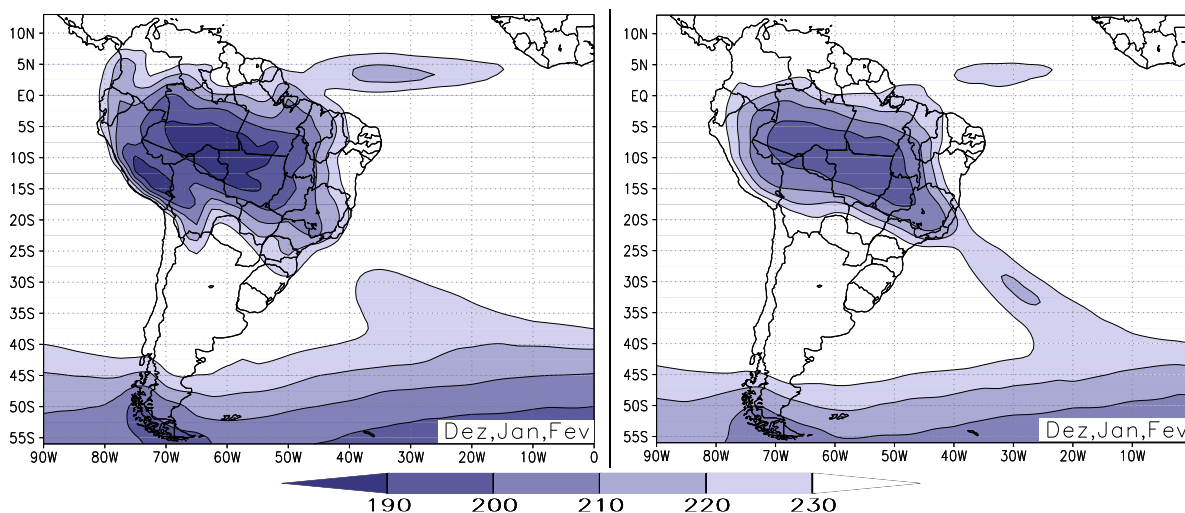 10N
5N
EQ
5S
10S
15S
20S
25S
30S
35S
40S
45S
50S
55S
90W 80W 70W 60W 50W 40W 30W 20W 10W 0
Dez,Jan,Fev
10N
5N
EQ
5S
10S
15S
20S
25S
30S
35S
40S
45S
50S
55S
90W 80W 70W 60W 50W 40W 30W 20W 10W
Dez,Jan,Fev
190 200 210 220 230